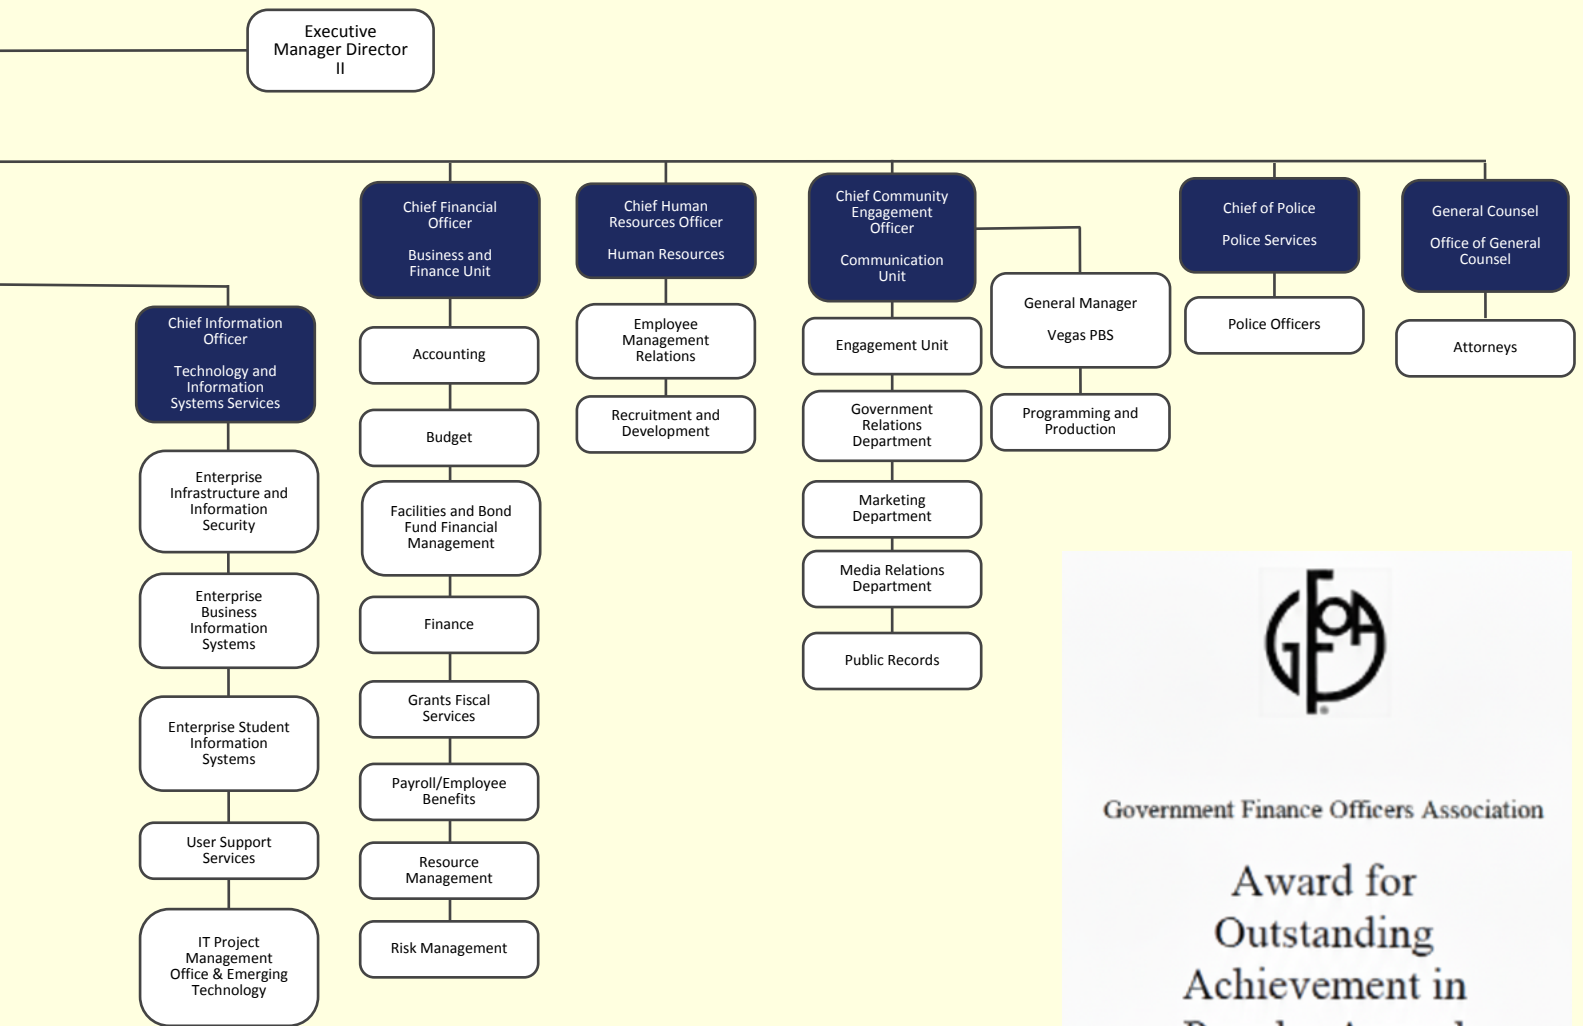 Executive
Manager Director
II
Chief Information
Officer
Technology and
Information
Systems Services
Enterprise
Infrastructure and
Information
Security
Enterprise
Business
Information
Systems
Enterprise Student
Information
Systems
User Support
Services
IT Project
Management
Office & Emerging
Technology
Chief Financial
Officer
Business and
Finance Unit
Accounting
Budget
Facilities and Bond
Fund Financial
Management
Finance
Grants Fiscal
Services
Payroll/Employee
Benefits
Resource
Management
Risk Management
Chief Human
Resources Officer
Human Resources
Employee
Management
Relations
Recruitment and
Development
Chief Community
Engagement
Officer
Communication
Unit
Engagement Unit
Government
Relations
Department
Marketing
Department
Media Relations
Department
Public Records
General Manager
Vegas PBS
Programming and
Production
Chief of Police
Police Services
Police Officers
General Counsel
Office of General
Counsel
Attorneys
GFOA
®
Government Finance Officers Association
Award for
Outstanding
Achievement in